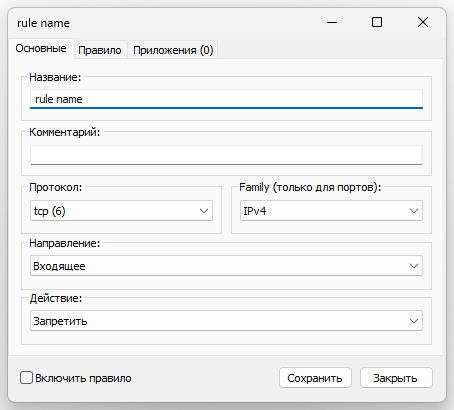 rule name
Основные Правило Приложения (0)
Название:
rule name
Комментарий:
Протокол: Family (только для портов):
tcp (6) IPv4
Направление:
Входящее
Действие:
Запретить
Включить правило Сохранить Закрыть